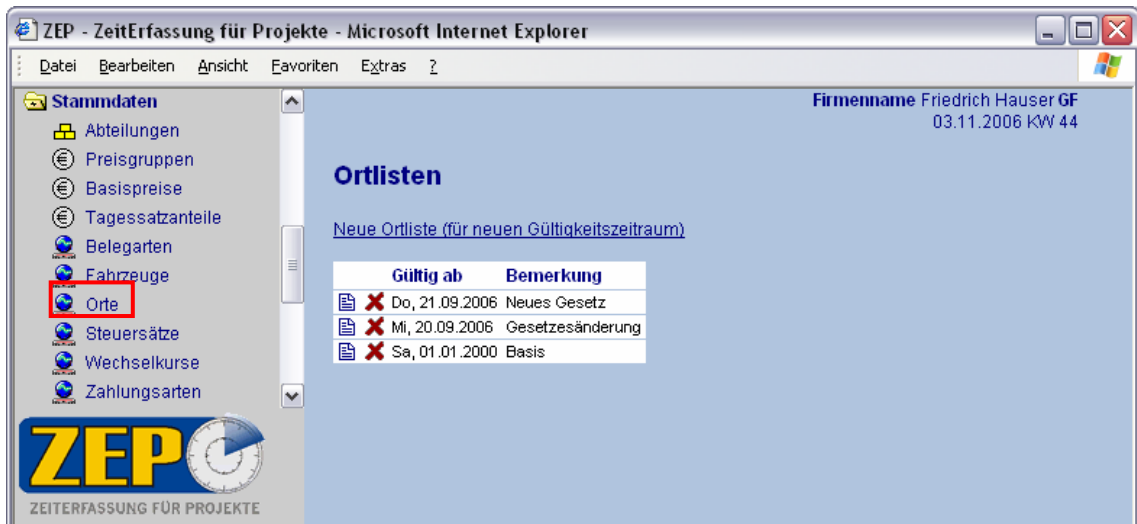 ZEP - ZeitErfassung für Projekte - Microsoft Internet Explorer
Datei Bearbeiten Ansicht Favoriten Extras ?
Stammdaten
Abteilungen
Preisgruppen
Basispreise
Tagessatzanteile
Belegarten
Fahrzeuge
Orte
Steuersätze
Wechselkurse
Zahlungsarten
ZEP
ZEITERFASSUNG FÜR PROJEKTE
Firmenname Friedrich Hauser GF
03.11.2006 KW 44
Ortlisten
Neue Ortliste (für neuen Gültigkeitszeitraum)
Gültig ab Bemerkung
Do, 21.09.2006 Neues Gesetz
Mi, 20.09.2006 Gesetzesänderung
Sa, 01.01.2000 Basis